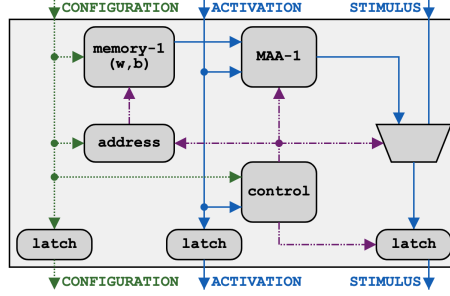 CONFIGURATION ACTIVATION STIMULUS
memory-1
(w,b)
MAA-1
address
control
latch latch latch
CONFIGURATION ACTIVATION STIMULUS